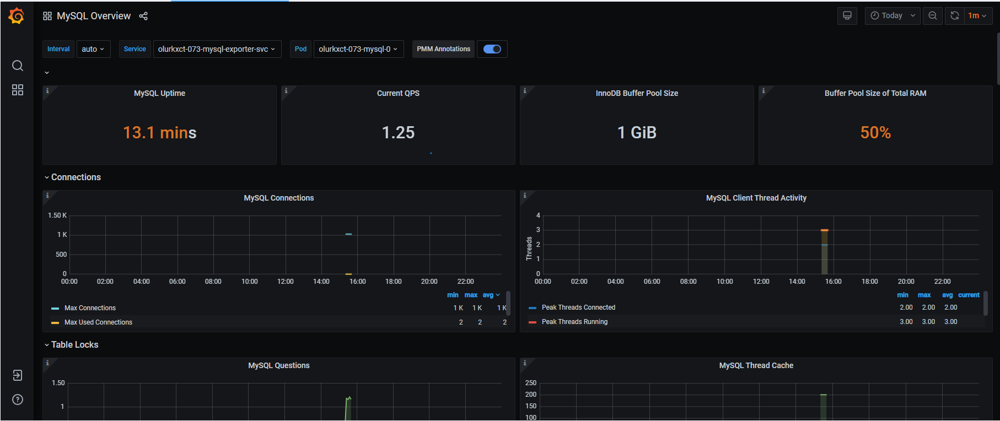 MySQL Overview
Today
1m
Interval auto Service olurkxct-073-mysql-exporter-svc Pod olurkxct-073-mysql-0 PMM Annotations
MySQL Uptime
13.1 mins
Current QPS
1.25
InnoDB Buffer Pool Size
1 GiB
Buffer Pool Size of Total RAM
50%
Connections
MySQL Connections
1.50 K
1 K
500
0
00:00 02:00 04:00 06:00 08:00 10:00 12:00 14:00 16:00 18:00 20:00 22:00
min max avg
Max Connections 1 K 1 K 1 K
Max Used Connections 2 2 2
MySQL Client Thread Activity
Threads
4
3
2
1
0
00:00 02:00 04:00 06:00 08:00 10:00 12:00 14:00 16:00 18:00 20:00 22:00
min max avg current
Peak Threads Connected 2.00 2.00 2.00
Peak Threads Running 3.00 3.00 3.00
Table Locks
MySQL Questions
1.50
1
MySQL Thread Cache
250
200
150
100